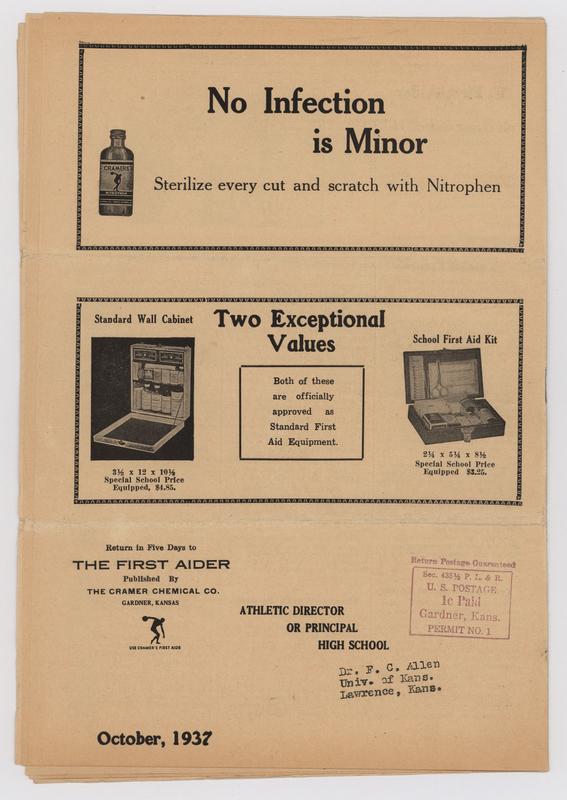 No Infection
is Minor
CRAMERS
Sterilize every cut and scratch with Nitrophen
Standard Wall Cabinet
Two Exceptional
Values
School First Aid Kit
Both of these
are officially
approved as
Standard First
Aid Equipment.
3½ x 12 x 10½
Special School Price
Equipped, $4.85.
2¼ x 5¼ x 8½
Special School Price
Equipped $3.25.
Return in Five Days to
THE FIRST AIDER
Published By
THE CRAMER CHEMICAL CO.
GARDNER, KANSAS
USE CRAMER'S FIRST AIDS
ATHLETIC DIRECTOR
OR PRINCIPAL
HIGH SCHOOL
Return Postage Guaranteed
Sec. 435½ P. L. & R.
U. S. POSTAGE
1c Paid
Gardner, Kans.
PERMIT NO. 1
Dr. F. C. Allen
Univ. of Kans.
Lawrence, Kans.
October, 1937